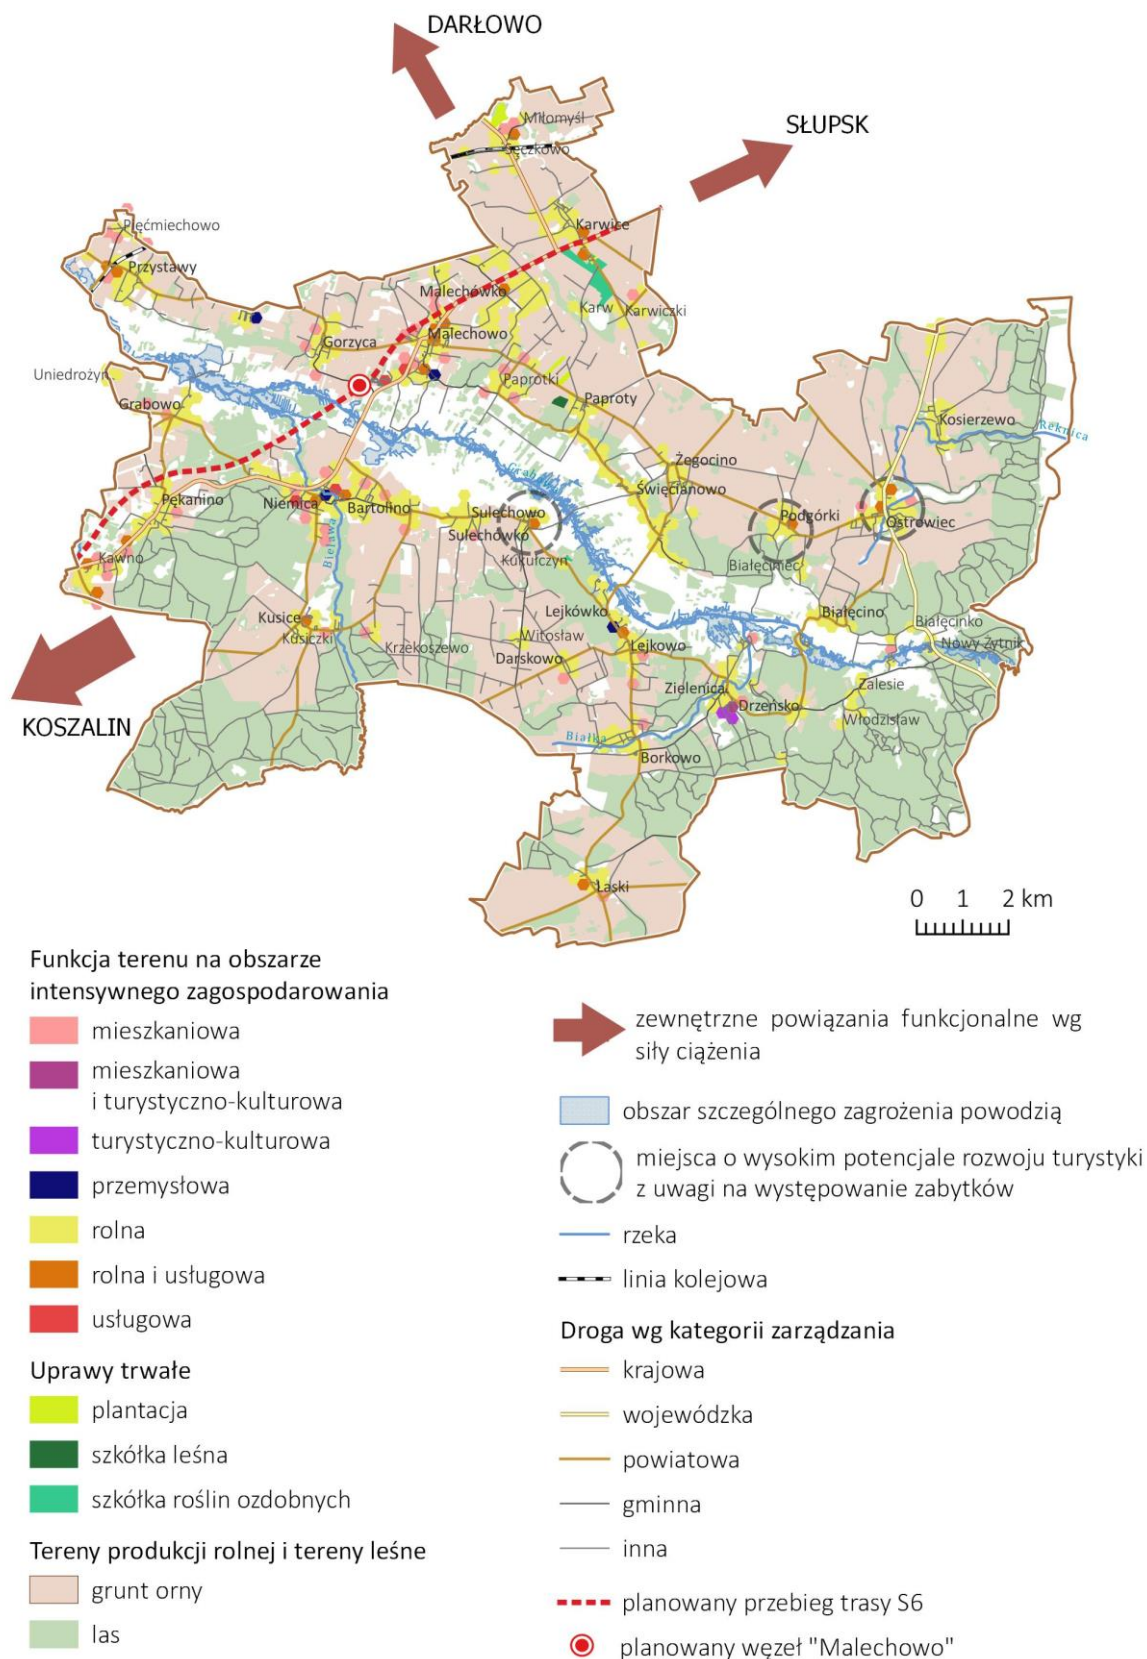 DARŁOWO
SŁUPSK
Miłomyśl
Sęczkowo
Karwice
Pięćmiechowo
Przystawy
Malechówko
Karw
Karwiczki
Malechowo
Gorzyca
Uniedrożyn..
Grabowo
Paprotki
Paproty
Kosierzewo
Reknica
Żegocino
Święcianowo
Pękanino
Niemica
Bartolino
Sulechowo
Sulechówko
Podgórki
Ostrowiec
Kawno
Bielawa
Kukułczyn
Białęciniec
Lejkówko
Białęcino
Białęcinko
Kusice
Kusiczki
Krzekoszewo
Witosław
Darskowo
Lejkowo
Nowy Żytnik
Zielenica
Zalesie
Drzeńsko
Włodzisław
KOSZALIN
Białka
Borkowo
Laski
0 1 2 km
Funkcja terenu na obszarze
intensywnego zagospodarowania
mieszkaniowa
mieszkaniowa
i turystyczno-kulturowa
turystyczno-kulturowa
przemysłowa
rolna
rolna i usługowa
usługowa
Uprawy trwałe
plantacja
szkółka leśna
szkółka roślin ozdobnych
Tereny produkcji rolnej i tereny leśne
grunt orny
las
zewnętrzne powiązania funkcjonalne wg
siły ciążenia
obszar szczególnego zagrożenia powodzią
miejsca o wysokim potencjale rozwoju turystyki
z uwagi na występowanie zabytków
rzeka
linia kolejowa
Droga wg kategorii zarządzania
krajowa
wojewódzka
powiatowa
gminna
inna
planowany przebieg trasy S6
planowany węzeł "Malechowo"